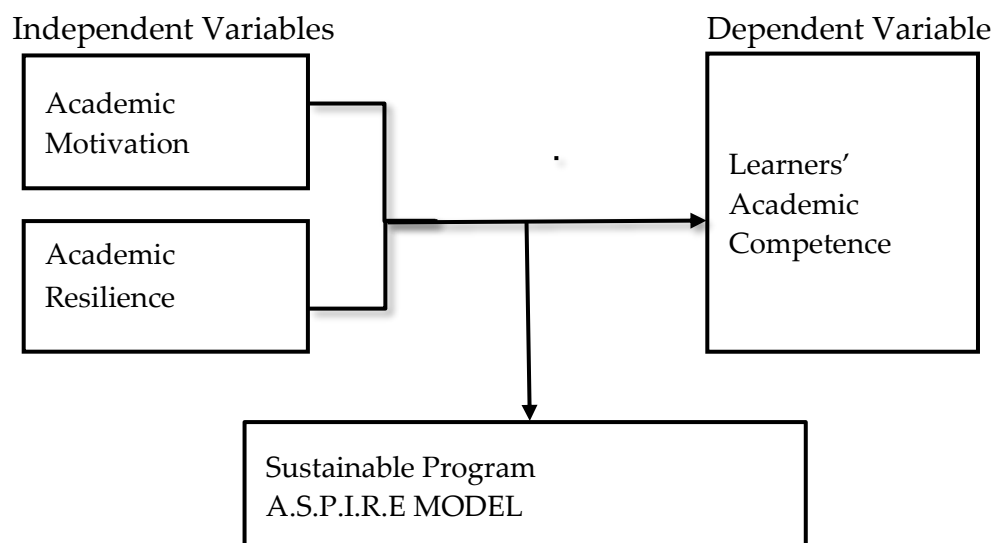 Independent Variables
Dependent Variable
Academic
Motivation
Academic
Resilience
Learners’
Academic
Competence
Sustainable Program
A.S.P.I.R.E MODEL